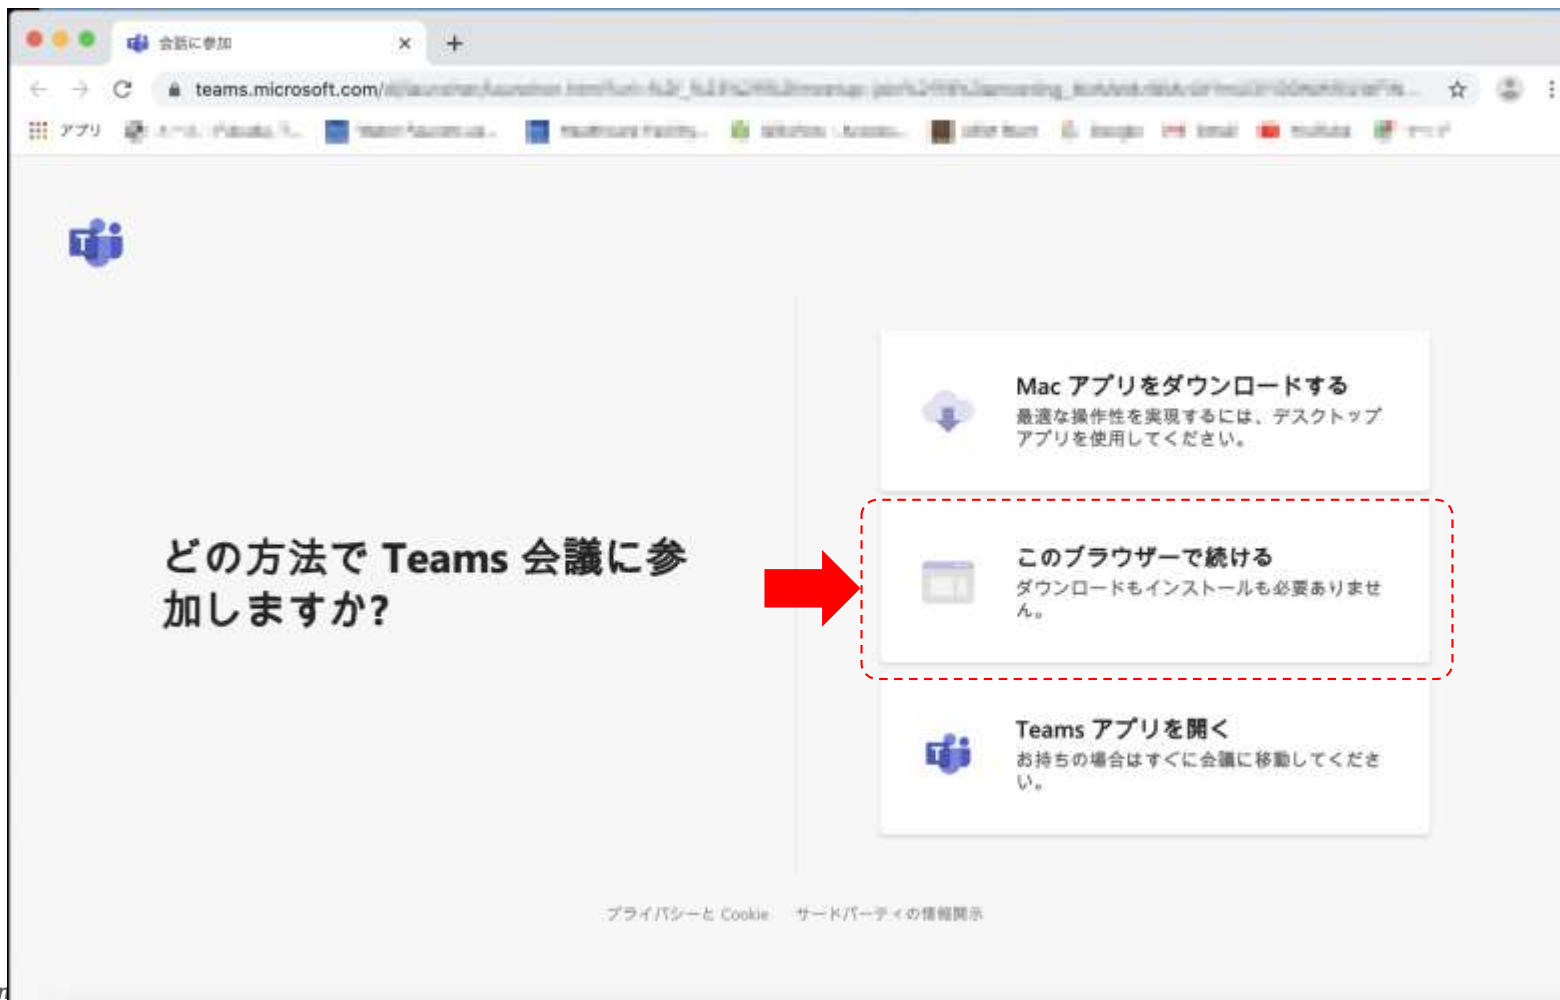 会話に参加
teams.microsoft.com/
アプリ
Mac アプリをダウンロードする
最適な操作性を実現するには、デスクトップ
アプリを使用してください。
どの方法で Teams 会議に参
加しますか?
このブラウザーで続ける
ダウンロードもインストールも必要ありませ
ん。
Teams アプリを開く
お持ちの場合はすぐに会議に移動してくださ
い。
プライバシーと Cookie サードパーティの情報開示